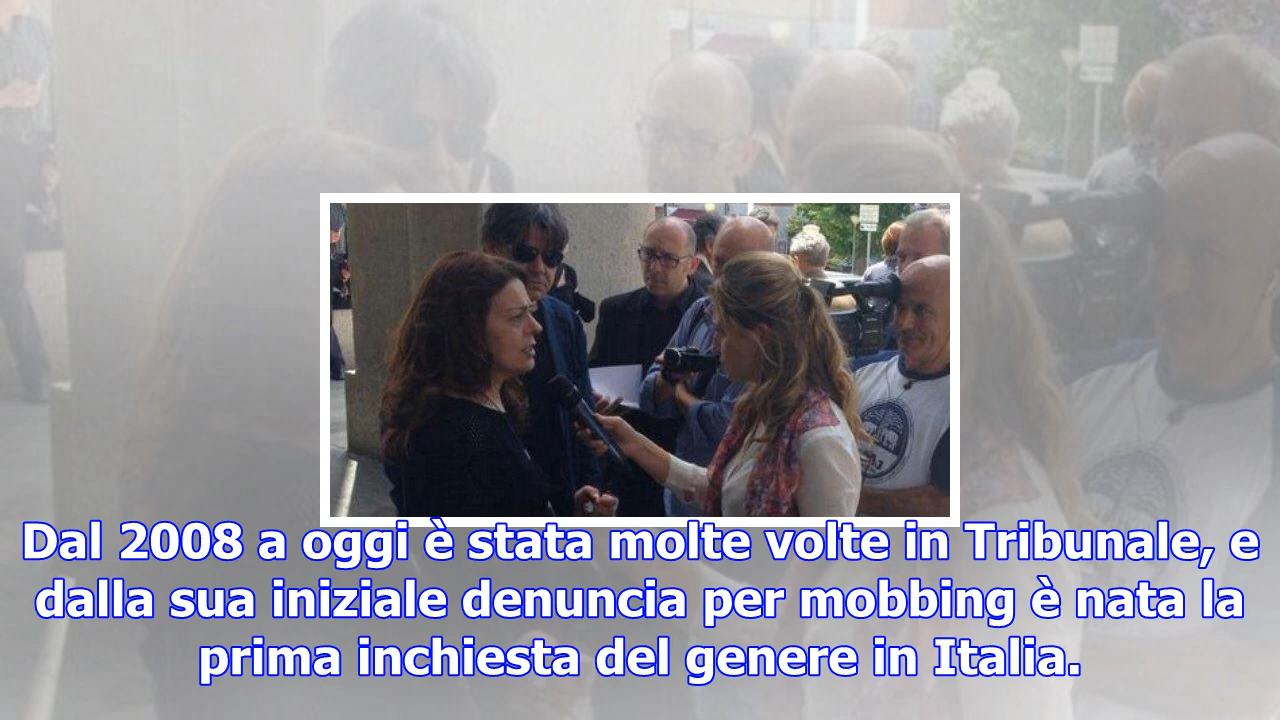 Dal 2008 a oggi è stata molte volte in Tribunale, e
dalla sua iniziale denuncia per mobbing è nata la
prima inchiesta del genere in Italia.